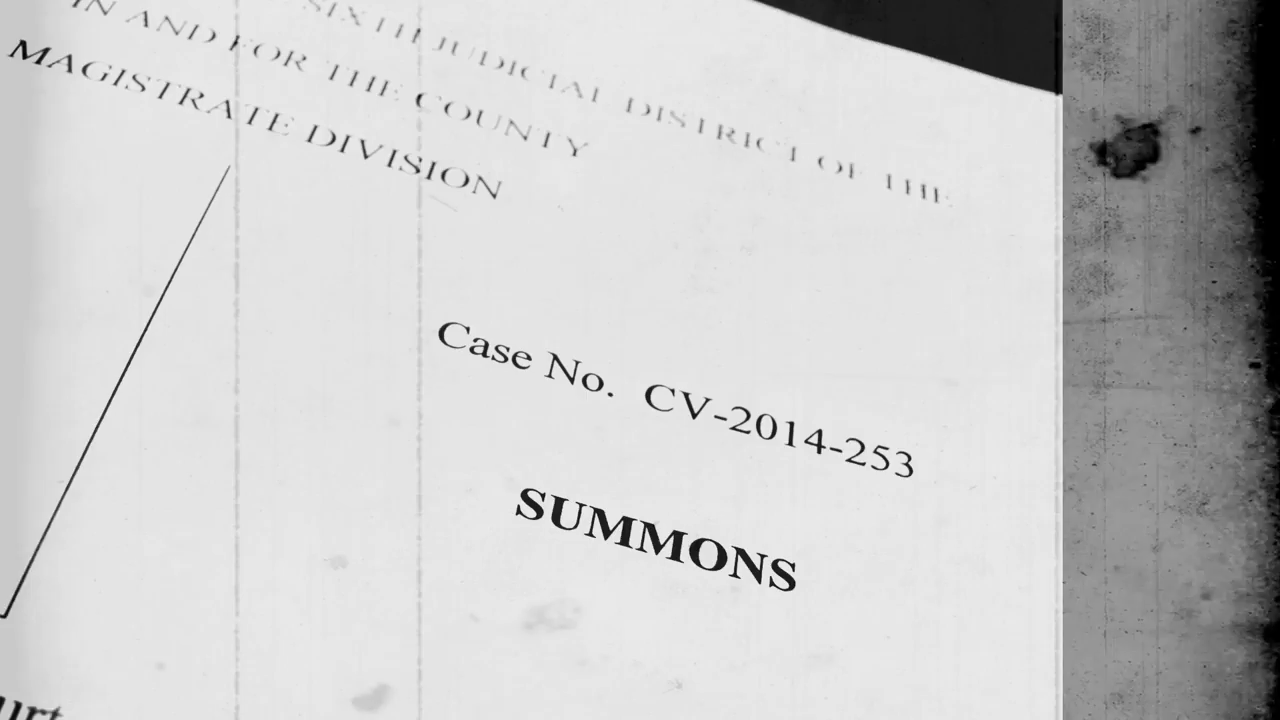 SIXTH JUDICIAL DISTRICT OF THE
IN AND FOR THE COUNTY
MAGISTRATE DIVISION
Case No. CV-2014-253
SUMMONS